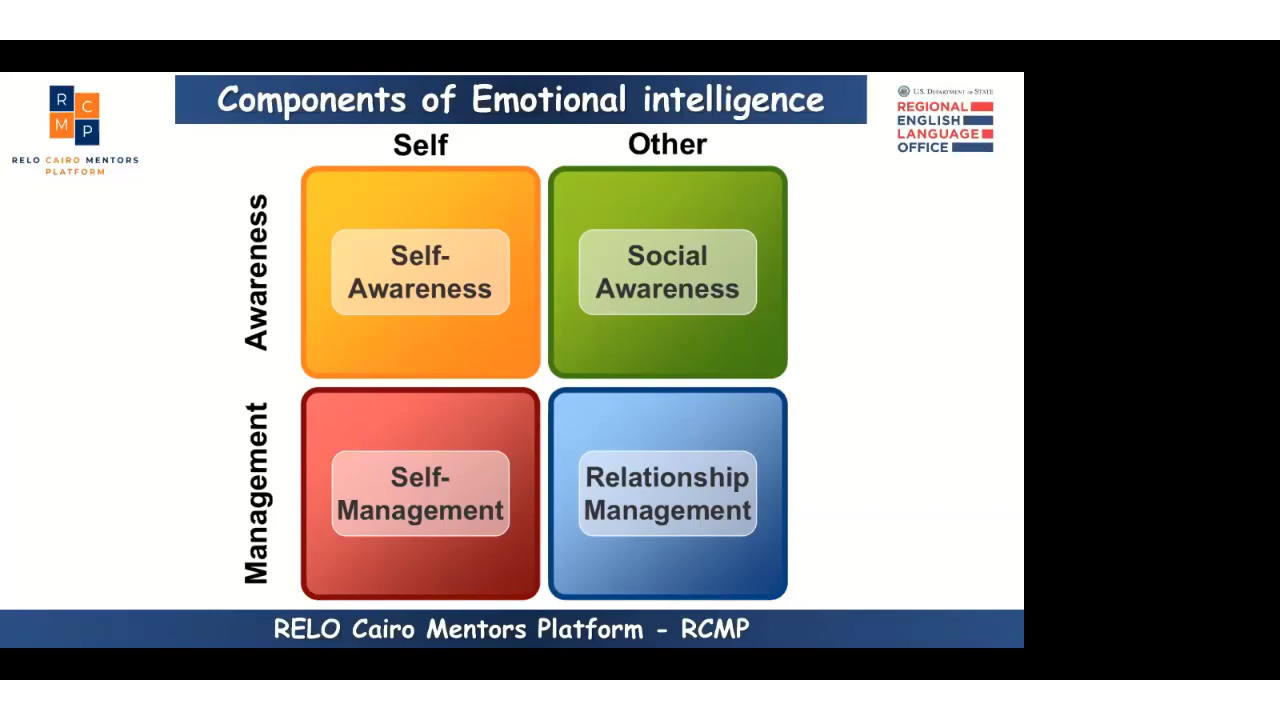 Components of Emotional intelligence
R
C
M
P
RELO CAIRO MENTORS
PLATFORM
U.S. DEPARTMENT OF STATE
REGIONAL
ENGLISH
LANGUAGE
OFFICE
Self
Other
Awareness
Self-
Awareness
Social
Awareness
Management
Self-
Management
Relationship
Management
RELO Cairo Mentors Platform - RCMP